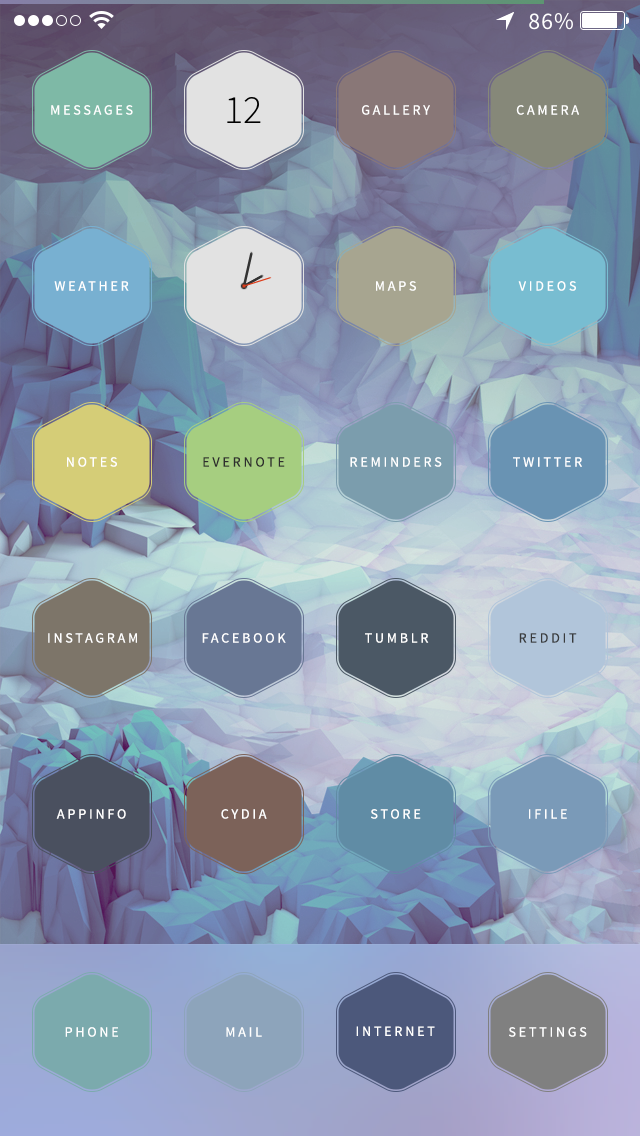 86%
MESSAGES
12
GALLERY
CAMERA
WEATHER
MAPS
VIDEOS
NOTES
EVERNOTE
REMINDERS
TWITTER
INSTAGRAM
FACEBOOK
TUMBLR
REDDIT
APPINFO
CYDIA
STORE
IFILE
PHONE
MAIL
INTERNET
SETTINGS